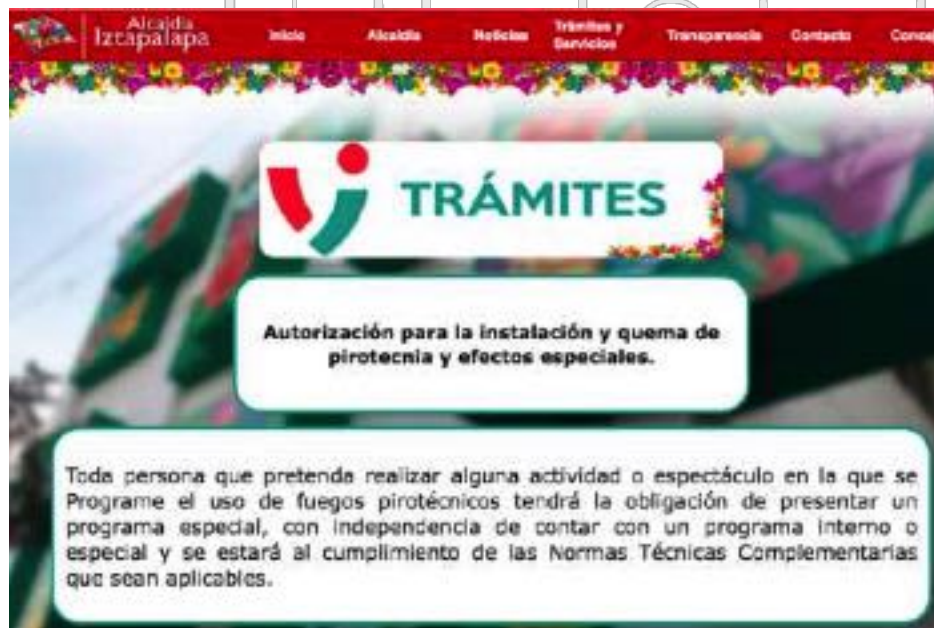 Alcaldía
Iztapalapa
Inicio
Alcaldía
Noticias
Trámites y
Servicios
Transparencia
Contacto
TRÁMITES
Autorización para la instalación y quema de
pirotecnia y efectos especiales.
Toda persona que pretenda realizar alguna actividad o espectáculo en la que se
Programe el uso de fuegos pirotécnicos tendrá la obligación de presentar un
programa especial, con independencia de contar con un programa interno o
especial y se estará al cumplimiento de las Normas Técnicas Complementarias
que sean aplicables.